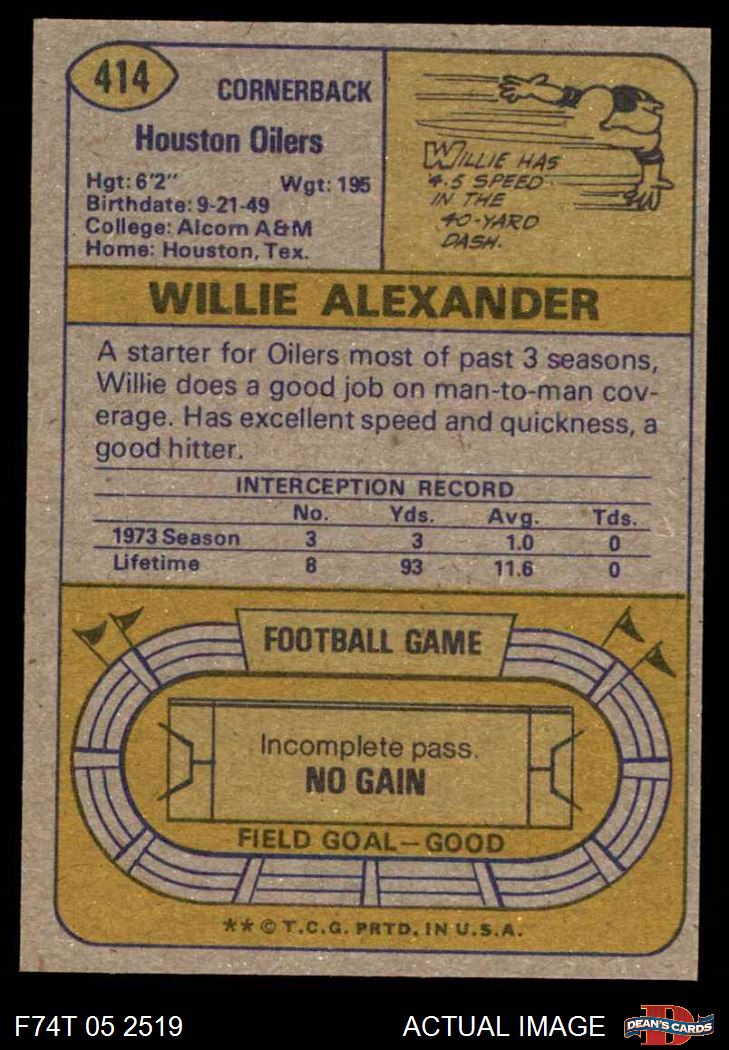 414
CORNERBACK
Houston Oilers
Hgt: 6'2" Wgt: 195
Birthdate: 9-21-49
College: Alcorn A&M
Home: Houston, Tex.
WILLIE HAS
4.5 SPEED
IN THE
40-YARD
DASH.
WILLIE ALEXANDER
A starter for Oilers most of past 3 seasons,
Willie does a good job on man-to-man cov-
erage. Has excellent speed and quickness, a
good hitter.
INTERCEPTION RECORD
No. Yds. Avg. Tds.
1973 Season 3 3 1.0 0
Lifetime 8 93 11.6 0
FOOTBALL GAME
Incomplete pass.
NO GAIN
FIELD GOAL—GOOD
** © T.C.G. PRTD. IN U.S.A.
F74T 05 2519 ACTUAL IMAGE
D
DEAN'S CARDS